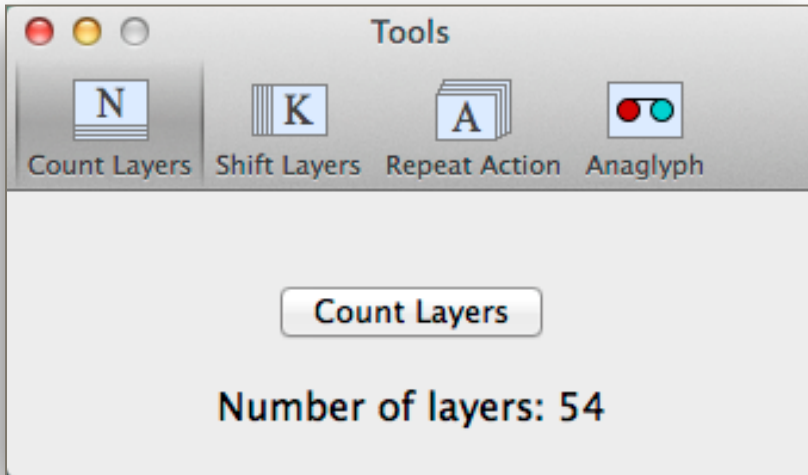 Tools
N K A
Count Layers Shift Layers Repeat Action Anaglyph
Count Layers
Number of layers: 54